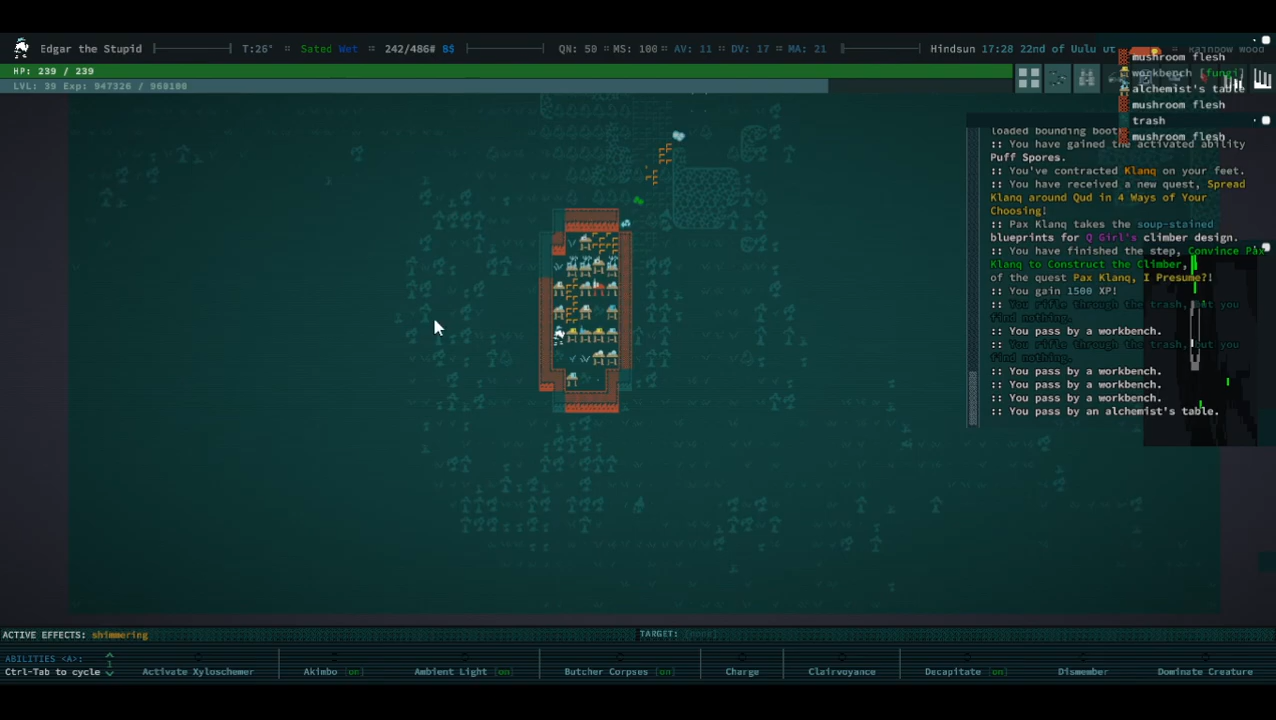 Edgar the Stupid T:26° :: Sated Wet :: 242/486# 8$ QN: 50 :: MS: 100 :: AV: 11 :: DV: 17 :: MA: 21 Hindsun 17:28 22nd of Uulu Ut
HP: 239 / 239
LVL: 39 Exp: 947326 / 960100
mushroom flesh
workbench [fungi]
alchemist's table
mushroom flesh
trash
mushroom flesh
loaded bounding boot
:: You have gained the activated ability
Puff Spores.
:: You've contracted Klanq on your feet.
:: You have received a new quest, Spread
Klanq around Qud in 4 Ways of Your
Choosing!
:: Pax Klanq takes the soup-stained
blueprints for Q Girl's climber design.
:: You have finished the step, Convince Pax
Klanq to Construct the Climber,
of the quest Pax Klanq, I Presume?!
:: You gain 1500 XP!
:: You rifle through the trash, but you
find nothing.
:: You pass by a workbench.
:: You rifle through the trash, but you
find nothing.
:: You pass by a workbench.
:: You pass by a workbench.
:: You pass by a workbench.
:: You pass by an alchemist's table.
ACTIVE EFFECTS: shimmering
TARGET: [none]
ABILITIES <A>: 1
Ctrl-Tab to cycle
Activate Xyloschemer Akimbo [on] Ambient Light [on] Butcher Corpses [on] Charge Clairvoyance Decapitate [on] Dismember Dominate Creature